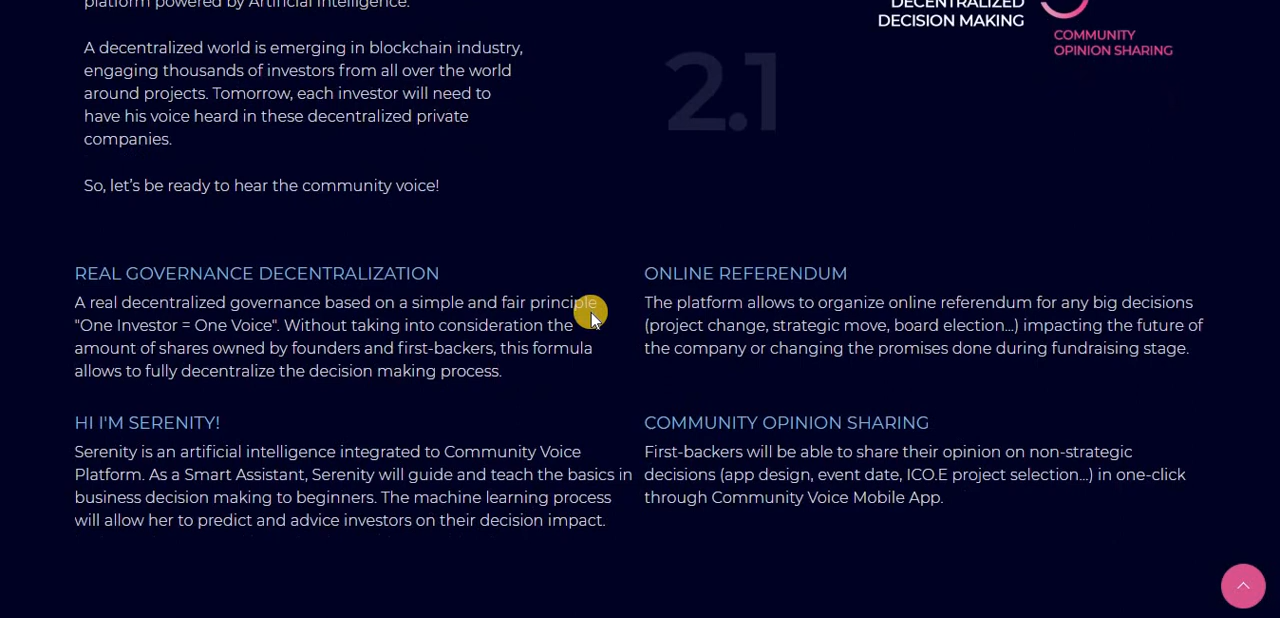 platform powered by Artificial Intelligence.
A decentralized world is emerging in blockchain industry,
engaging thousands of investors from all over the world
around projects. Tomorrow, each investor will need to
have his voice heard in these decentralized private
companies.
So, let's be ready to hear the community voice!
DECENTRALIZED
DECISION MAKING
COMMUNITY
OPINION SHARING
2.1
REAL GOVERNANCE DECENTRALIZATION
A real decentralized governance based on a simple and fair principle
"One Investor = One Voice". Without taking into consideration the
amount of shares owned by founders and first-backers, this formula
allows to fully decentralize the decision making process.
ONLINE REFERENDUM
The platform allows to organize online referendum for any big decisions
(project change, strategic move, board election...) impacting the future of
the company or changing the promises done during fundraising stage.
HI I'M SERENITY!
Serenity is an artificial intelligence integrated to Community Voice
Platform. As a Smart Assistant, Serenity will guide and teach the basics in
business decision making to beginners. The machine learning process
will allow her to predict and advice investors on their decision impact.
COMMUNITY OPINION SHARING
First-backers will be able to share their opinion on non-strategic
decisions (app design, event date, ICO.E project selection...) in one-click
through Community Voice Mobile App.